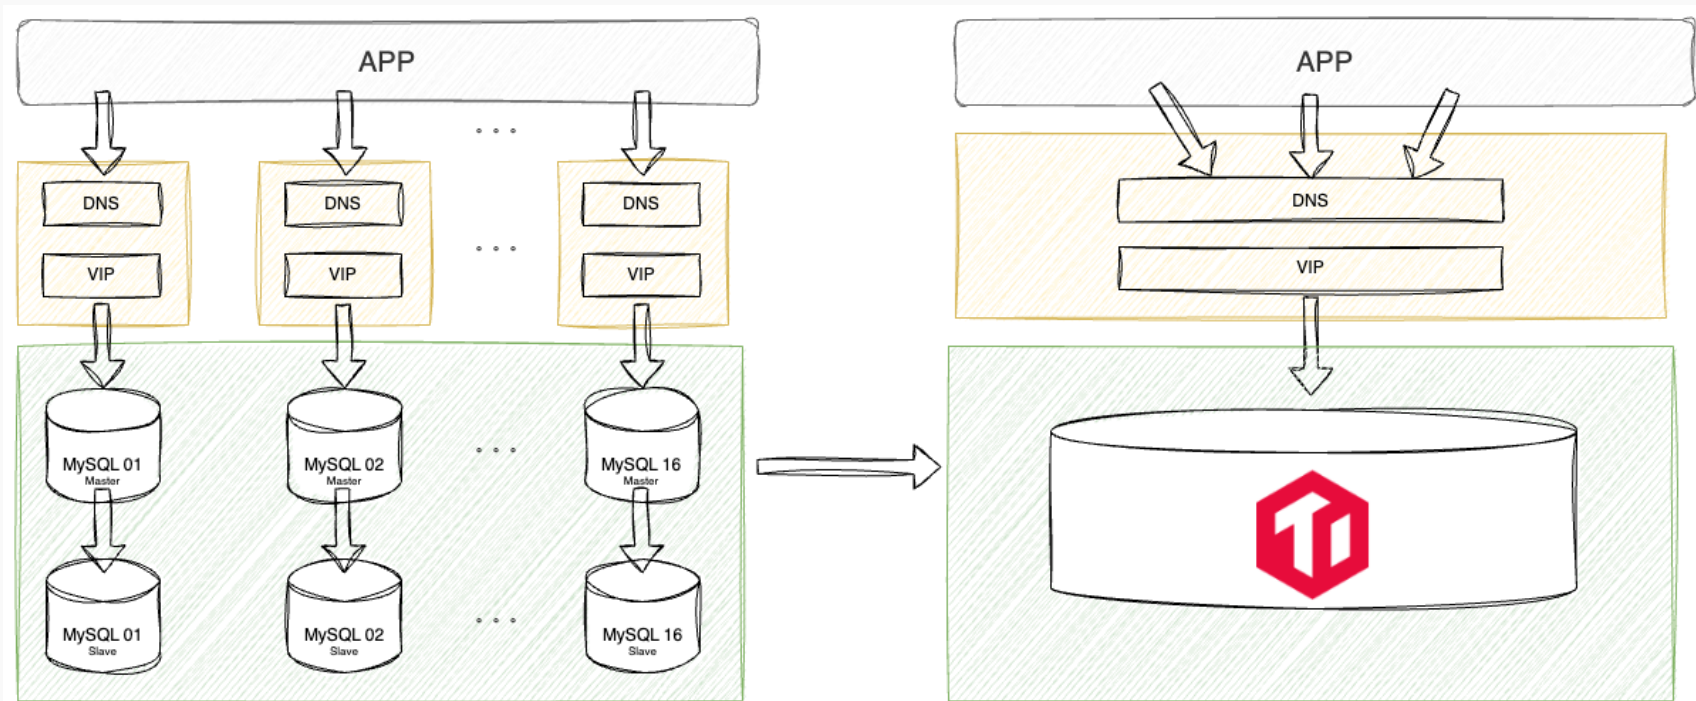 APP
. . .
DNS
DNS
DNS
. . .
VIP
VIP
VIP
MySQL 01
Master
MySQL 02
Master
. . .
MySQL 16
Master
MySQL 01
Slave
MySQL 02
Slave
. . .
MySQL 16
Slave
APP
DNS
VIP